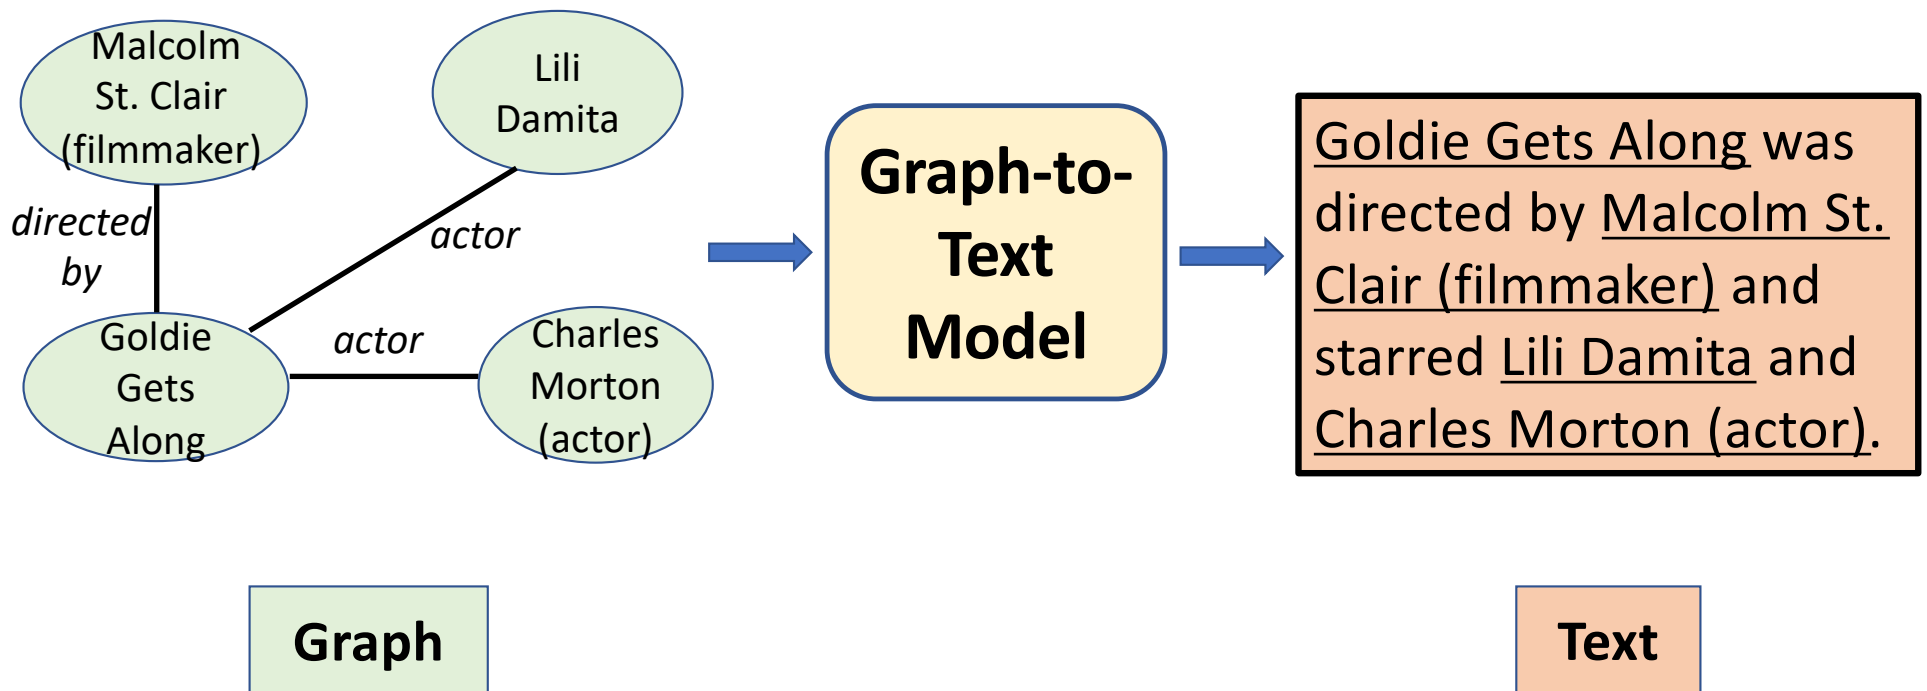 Malcolm
St. Clair
(filmmaker)
Lili
Damita
directed
by
actor
Goldie
Gets
Along
actor
Charles
Morton
(actor)
Graph-to-
Text
Model
Goldie Gets Along was
directed by Malcolm St.
Clair (filmmaker) and
starred Lili Damita and
Charles Morton (actor).
Graph
Text